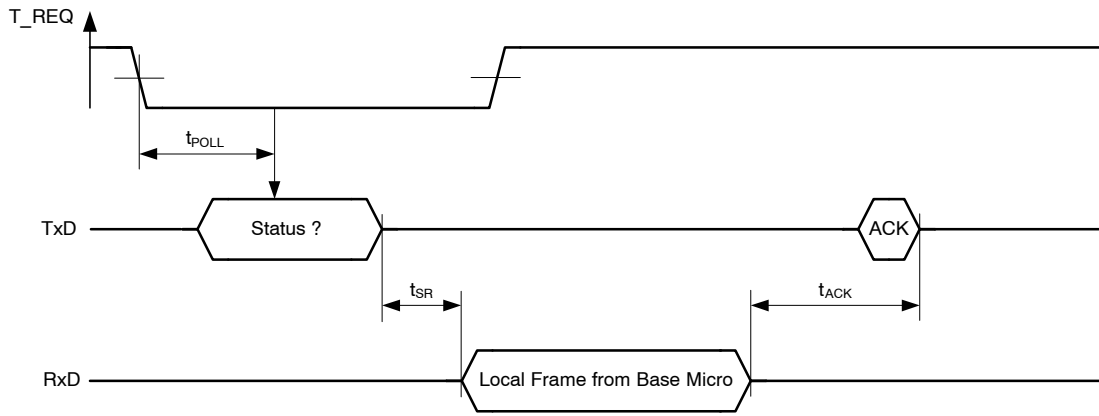 T_REQ
tPOLL
TxD
Status ?
ACK
tSR
tACK
RxD
Local Frame from Base Micro